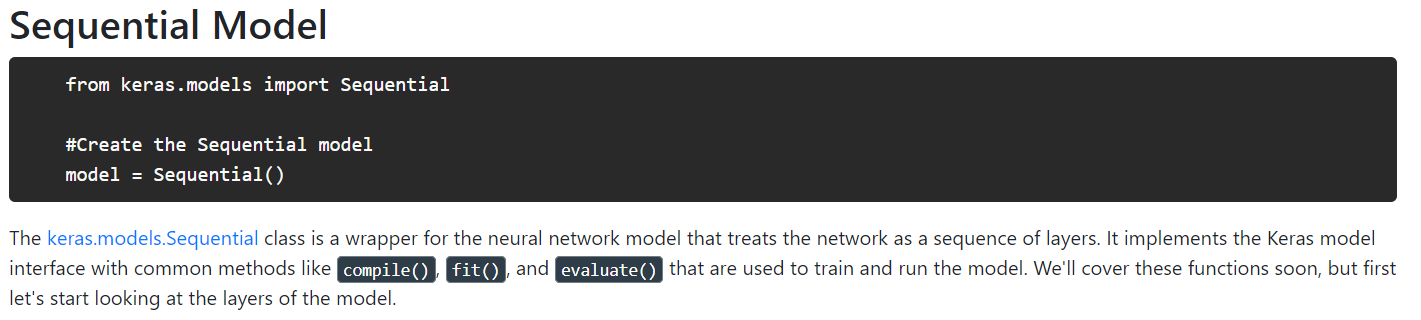 Sequential Model
from keras.models import Sequential
#Create the Sequential model
model = Sequential()
The keras.models.Sequential class is a wrapper for the neural network model that treats the network as a sequence of layers. It implements the Keras model
interface with common methods like compile(), fit(), and evaluate() that are used to train and run the model. We'll cover these functions soon, but first
let's start looking at the layers of the model.